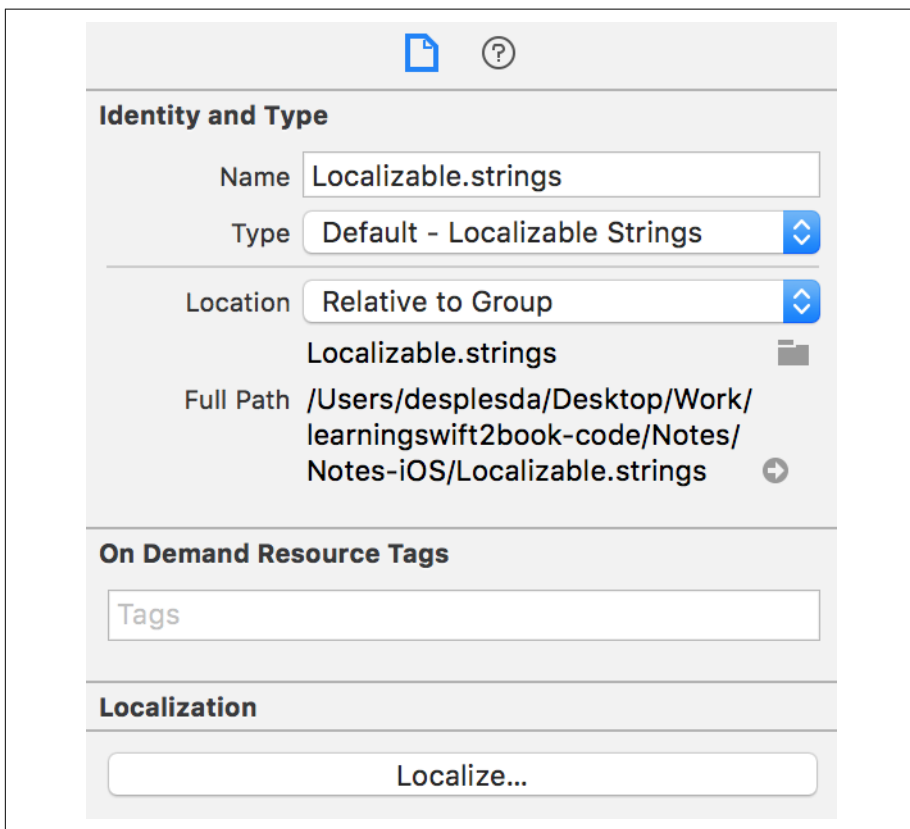 ?
Identity and Type
Name Localizable.strings
Type Default - Localizable Strings
Location Relative to Group
Localizable.strings
Full Path /Users/desplesda/Desktop/Work/
learningswift2book-code/Notes/
Notes-iOS/Localizable.strings
On Demand Resource Tags
Tags
Localization
Localize...